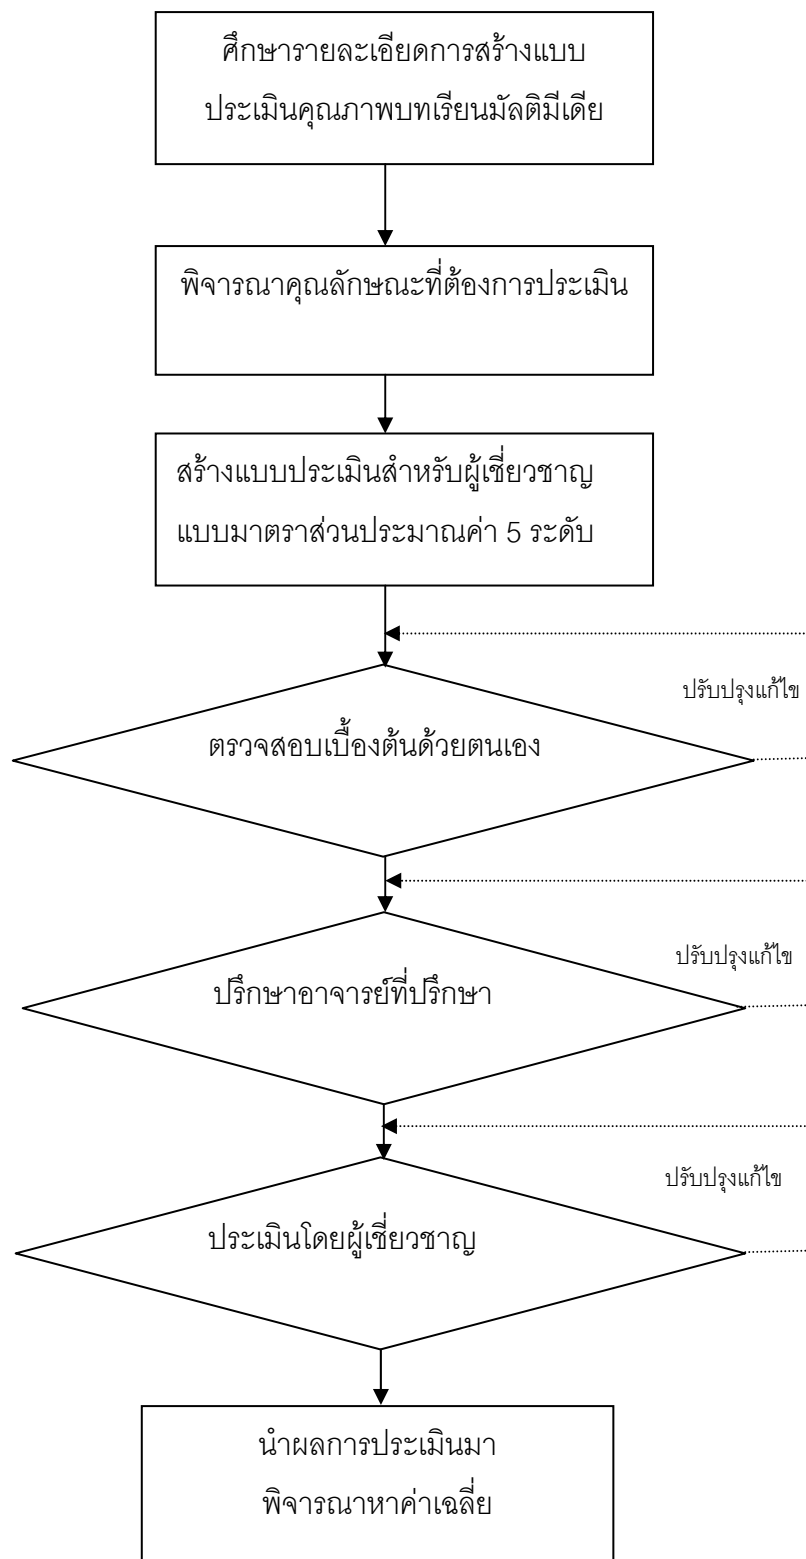 ศึกษารายละเอียดการสร้างแบบ
ประเมินคุณภาพบทเรียนมัลติมีเดีย
พิจารณาคุณลักษณะที่ต้องการประเมิน
สร้างแบบประเมินสำหรับผู้เชี่ยวชาญ
แบบมาตราส่วนประมาณค่า 5 ระดับ
ปรับปรุงแก้ไข
ตรวจสอบเบื้องต้นด้วยตนเอง
ปรับปรุงแก้ไข
ปรึกษาอาจารย์ที่ปรึกษา
ปรับปรุงแก้ไข
ประเมินโดยผู้เชี่ยวชาญ
นำผลการประเมินมา
พิจารณาหาค่าเฉลี่ย